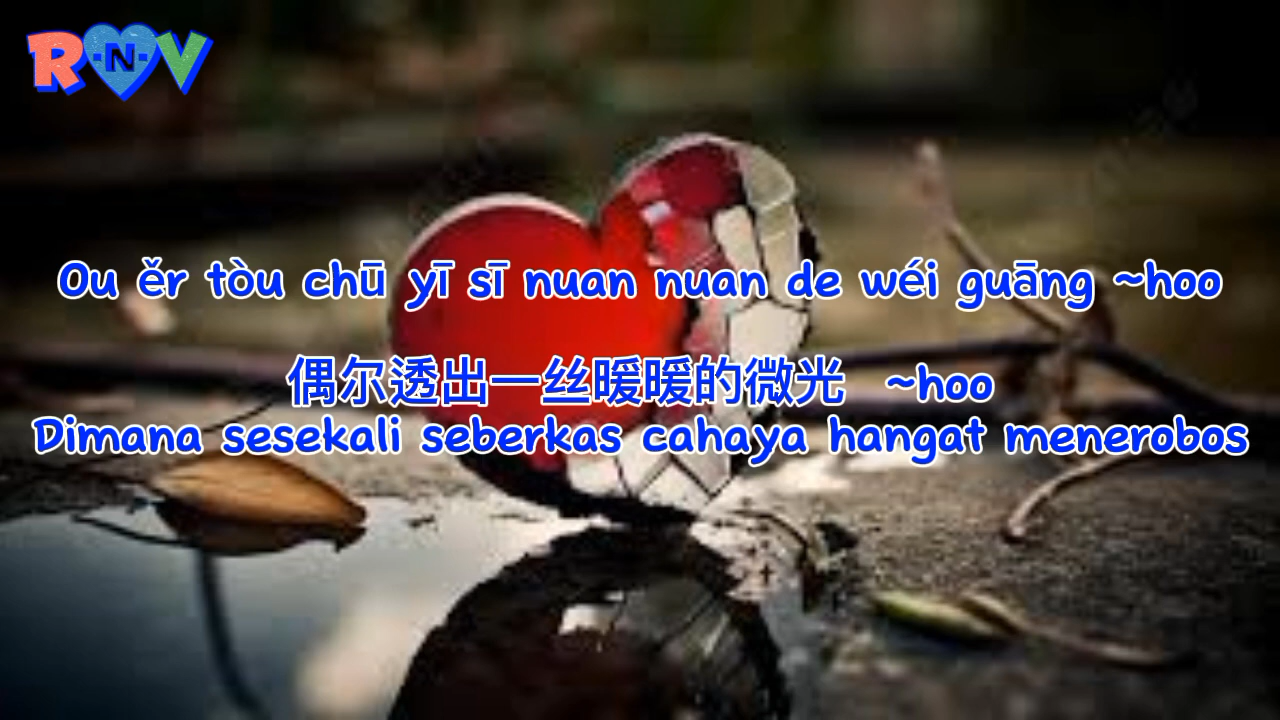 R•N•V
Ou ěr tòu chū yī sī nuan nuan de wéi guāng ~hoo
偶尔透出一丝暖暖的微光 ~hoo
Dimana sesekali seberkas cahaya hangat menerobos